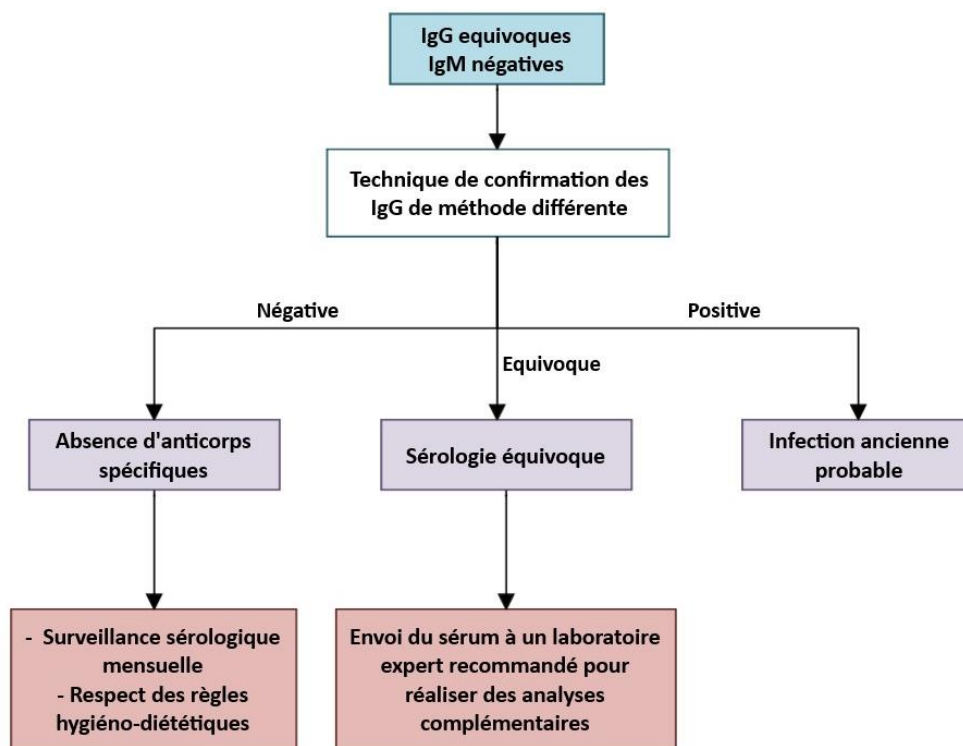 IgG equivoques
IgM négatives
Technique de confirmation des
IgG de méthode différente
Négative
Positive
Equivoque
Absence d'anticorps
spécifiques
Sérologie équivoque
Infection ancienne
probable
- Surveillance sérologique
mensuelle
- Respect des règles
hygiéno-diététiques
Envoi du sérum à un laboratoire
expert recommandé pour
réaliser des analyses
complémentaires